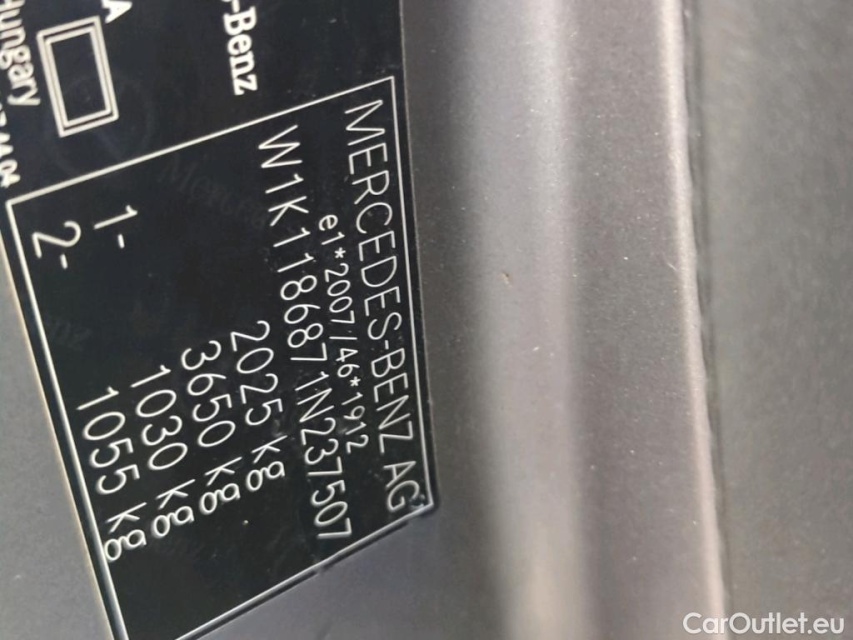 MERCEDES-BENZ AG
e1*2007/46*1912
W1K1186871N237507
2025 kg
3650 kg
1- 1030 kg
2- 1055 kg
-Benz
A
Hungary
CarOutlet.eu